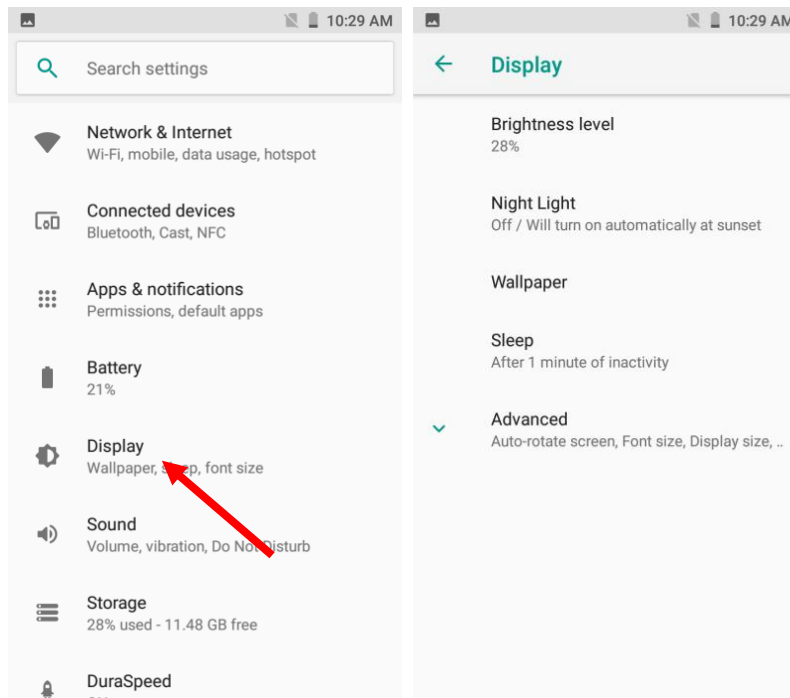 10:29 AM
Search settings
Network & Internet
Wi-Fi, mobile, data usage, hotspot
Connected devices
Bluetooth, Cast, NFC
Apps & notifications
Permissions, default apps
Battery
21%
Display
Wallpaper, sleep, font size
Sound
Volume, vibration, Do Not Disturb
Storage
28% used - 11.48 GB free
DuraSpeed
10:29 AM
Display
Brightness level
28%
Night Light
Off / Will turn on automatically at sunset
Wallpaper
Sleep
After 1 minute of inactivity
Advanced
Auto-rotate screen, Font size, Display size, ..